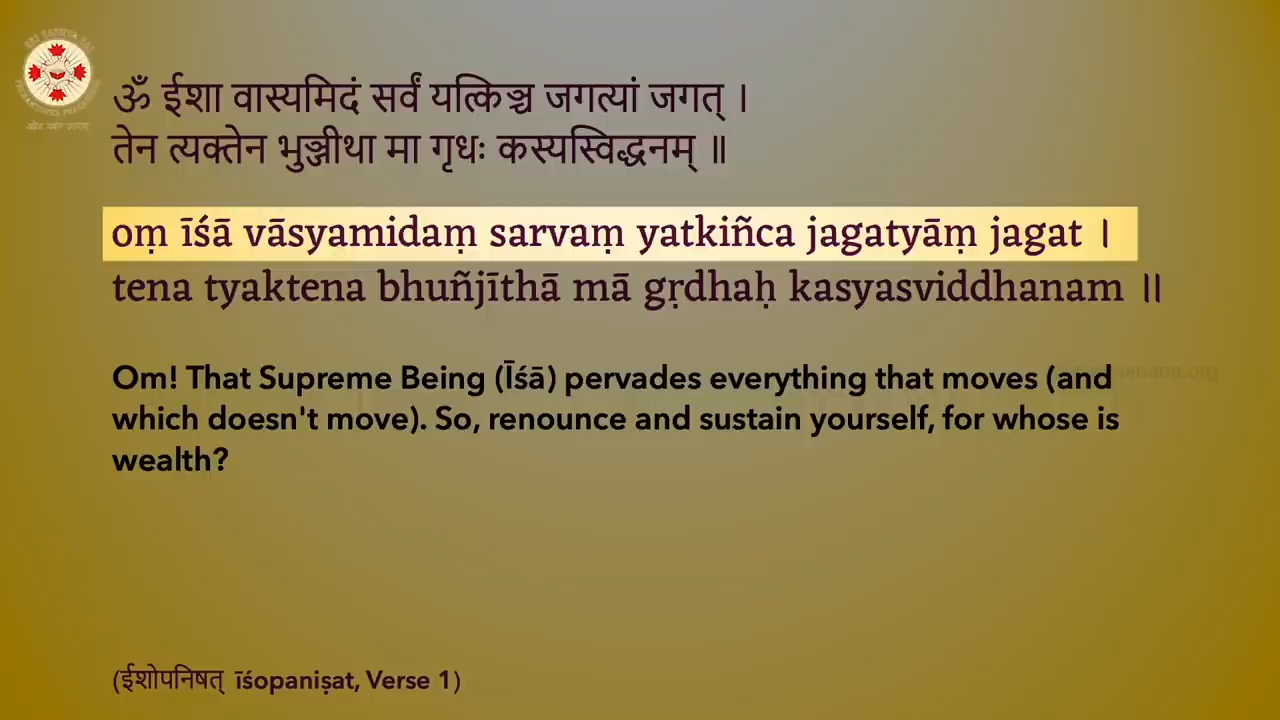 ॐ ईशा वास्यमिदं सर्वं यत्किञ्च जगत्यां जगत् ।
तेन त्यक्तेन भुञ्जीथा मा गृधः कस्यस्विद्धनम् ॥
oṃ īśā vāsyamidaṃ sarvaṃ yatkiñca jagatyāṃ jagat ।
tena tyaktena bhuñjīthā mā gṛdhaḥ kasyasviddhanam ॥
Om! That Supreme Being (Īśā) pervades everything that moves (and
which doesn't move). So, renounce and sustain yourself, for whose is
wealth?
(ईशोपनिषत् īśopaniṣat, Verse 1)